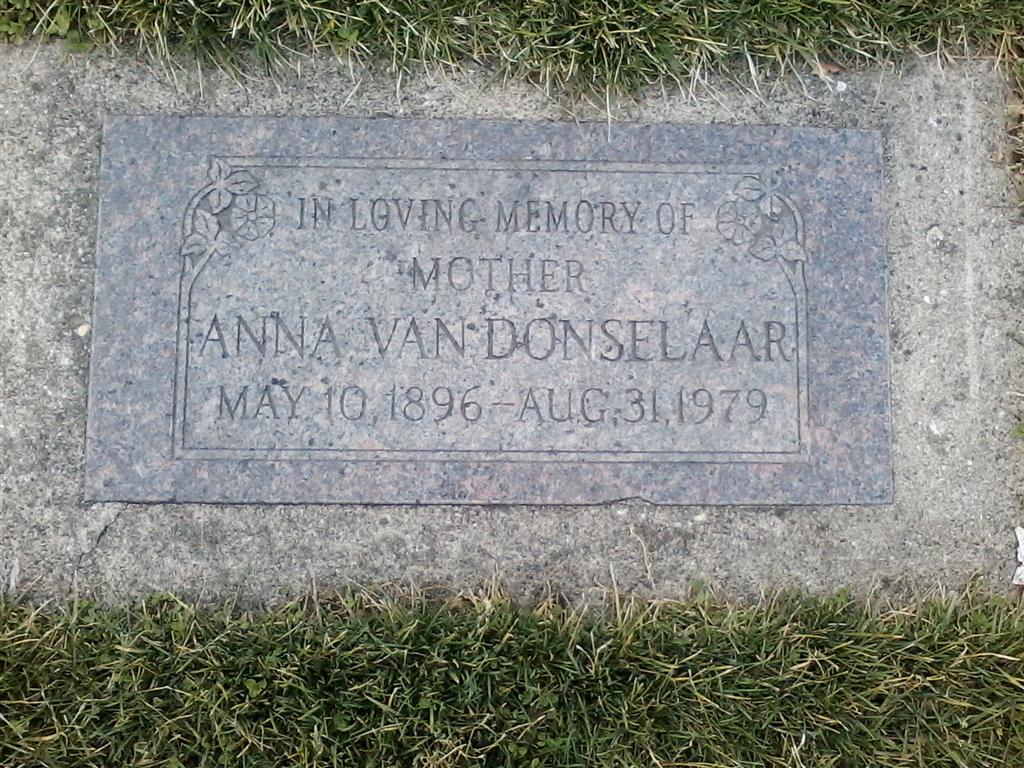 IN LOVING MEMORY OF
MOTHER
ANNA VAN DONSELAAR
MAY 10, 1896 – AUG. 31, 1979